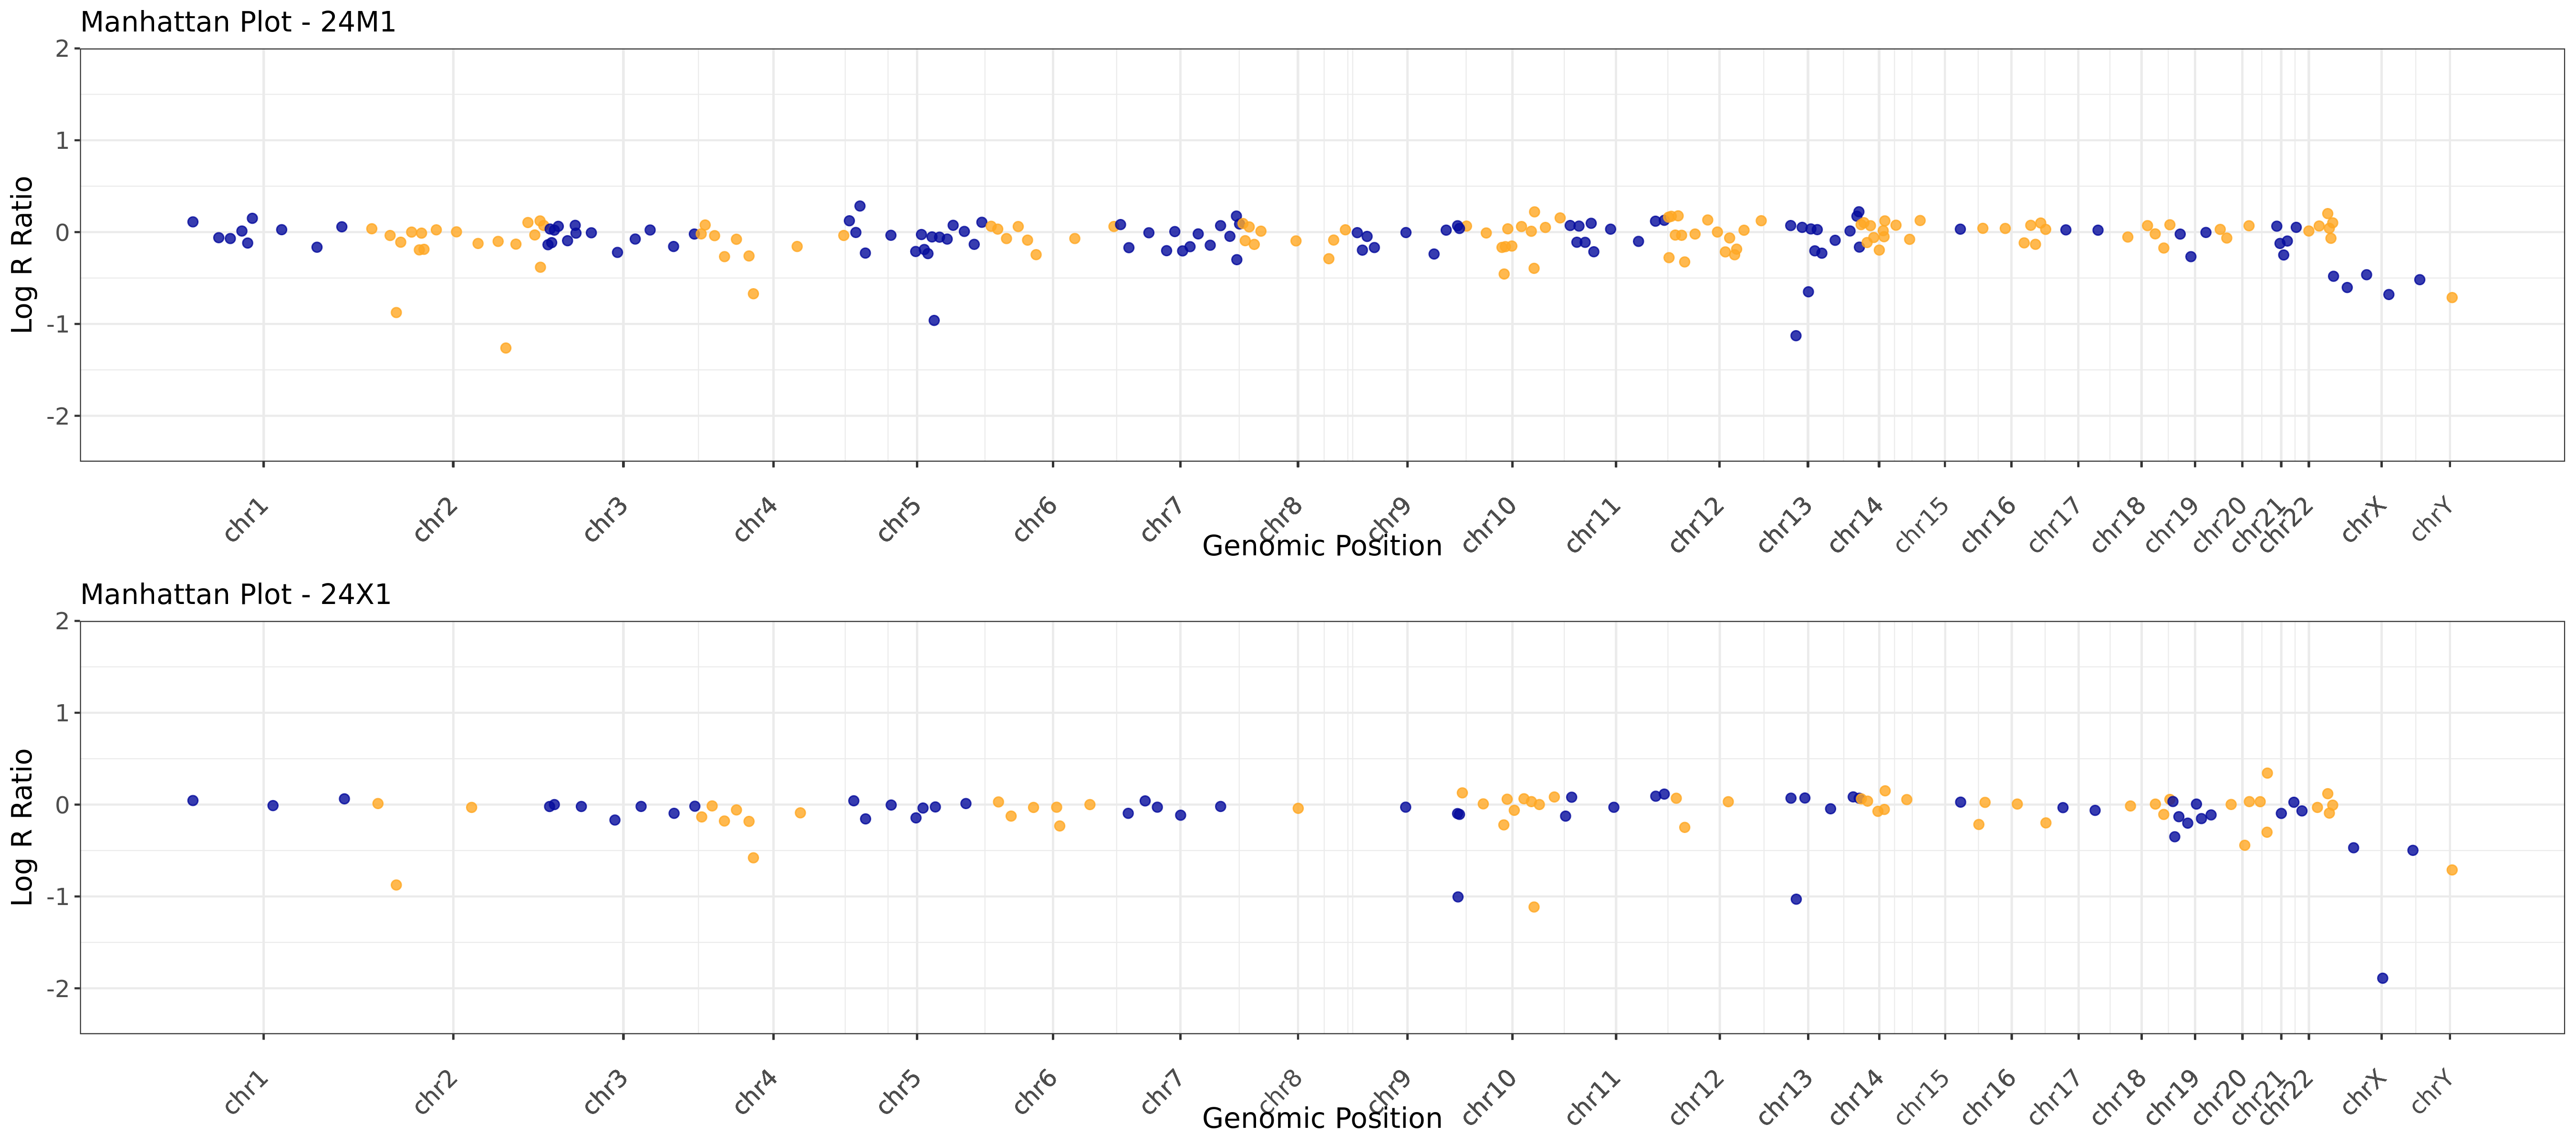 Manhattan Plot - 24M1
2
1
0
-1
-2
Log R Ratio
chr1 chr2 chr3 chr4 chr5 chr6 chr7 chr8 chr9 chr10 chr11 chr12 chr13 chr14 chr15 chr16 chr17 chr18 chr19 chr20 chr21 chr22 chrX chrY
Genomic Position
Manhattan Plot - 24X1
2
1
0
-1
-2
Log R Ratio
chr1 chr2 chr3 chr4 chr5 chr6 chr7 chr8 chr9 chr10 chr11 chr12 chr13 chr14 chr15 chr16 chr17 chr18 chr19 chr20 chr21 chr22 chrX chrY
Genomic Position